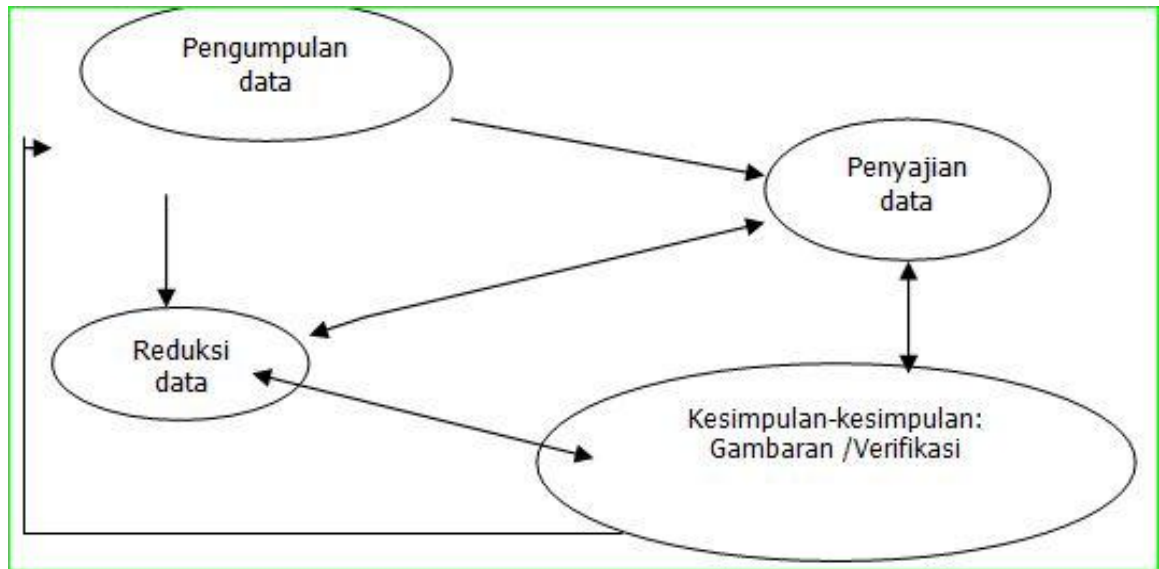 Pengumpulan
data
Penyajian
data
Reduksi
data
Kesimpulan-kesimpulan:
Gambaran /Verifikasi